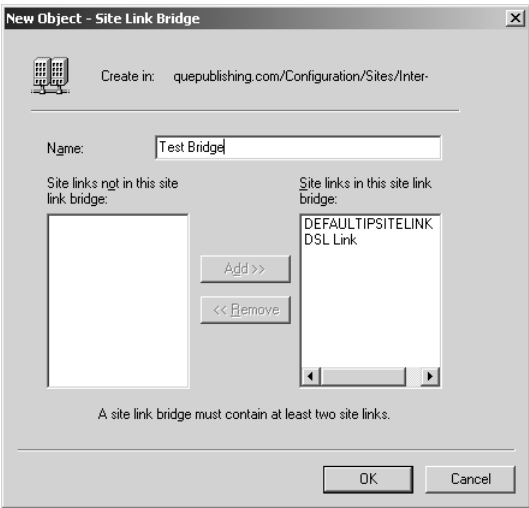 New Object - Site Link Bridge
Create in: quepublishing.com/Configuration/Sites/Inter-
Name: Test Bridge
Site links not in this site
link bridge:
Site links in this site link
bridge:
DEFAULTIPSITELINK
DSL Link
Add >>
<< Remove
A site link bridge must contain at least two site links.
OK Cancel